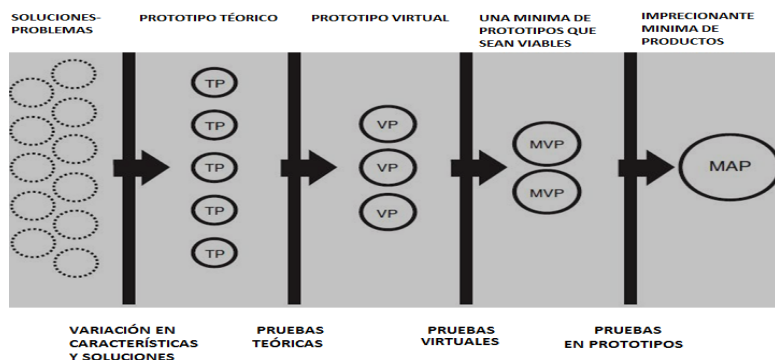 SOLUCIONES-
PROBLEMAS
PROTOTIPO TÉORICO
PROTOTIPO VIRTUAL
UNA MINIMA DE
PROTOTIPOS QUE
SEAN VIABLES
IMPRECIONANTE
MINIMA DE
PRODUCTOS
TP
TP
TP
TP
TP
VP
VP
VP
MVP
MVP
MAP
VARIACIÓN EN
CARACTERÍSTICAS
Y SOLUCIONES
PRUEBAS
TEÓRICAS
PRUEBAS
VIRTUALES
PRUEBAS
EN PROTOTIPOS